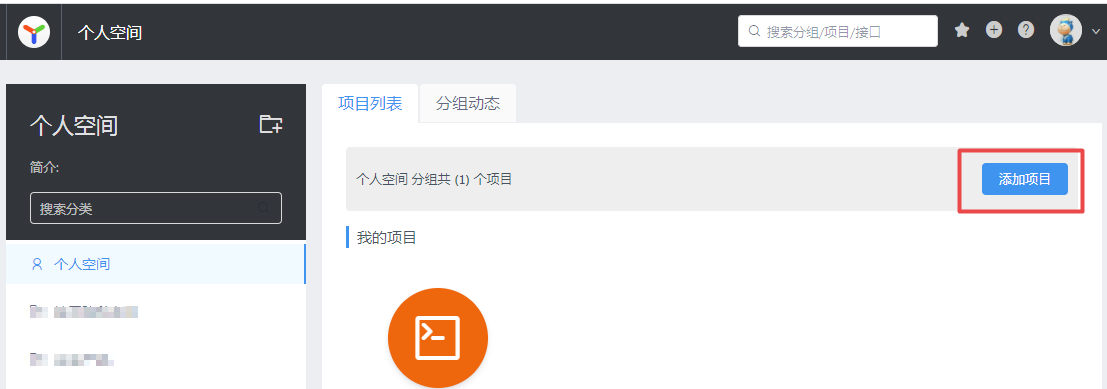 个人空间
搜索分组/项目/接口
个人空间
简介:
搜索分类
个人空间
项目列表
分组动态
个人空间 分组共 (1) 个项目
添加项目
我的项目